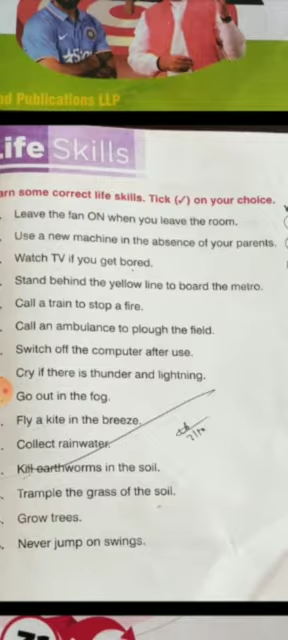 nd Publications LLP
Life Skills
arn some correct life skills. Tick (✓) on your choice.
Leave the fan ON when you leave the room.
Use a new machine in the absence of your parents.
Watch TV if you get bored.
Stand behind the yellow line to board the metro.
Call a train to stop a fire.
Call an ambulance to plough the field.
Switch off the computer after use.
Cry if there is thunder and lightning.
Go out in the fog.
Fly a kite in the breeze.
Collect rainwater.
Kill earthworms in the soil.
Trample the grass of the soil.
Grow trees.
Never jump on swings.